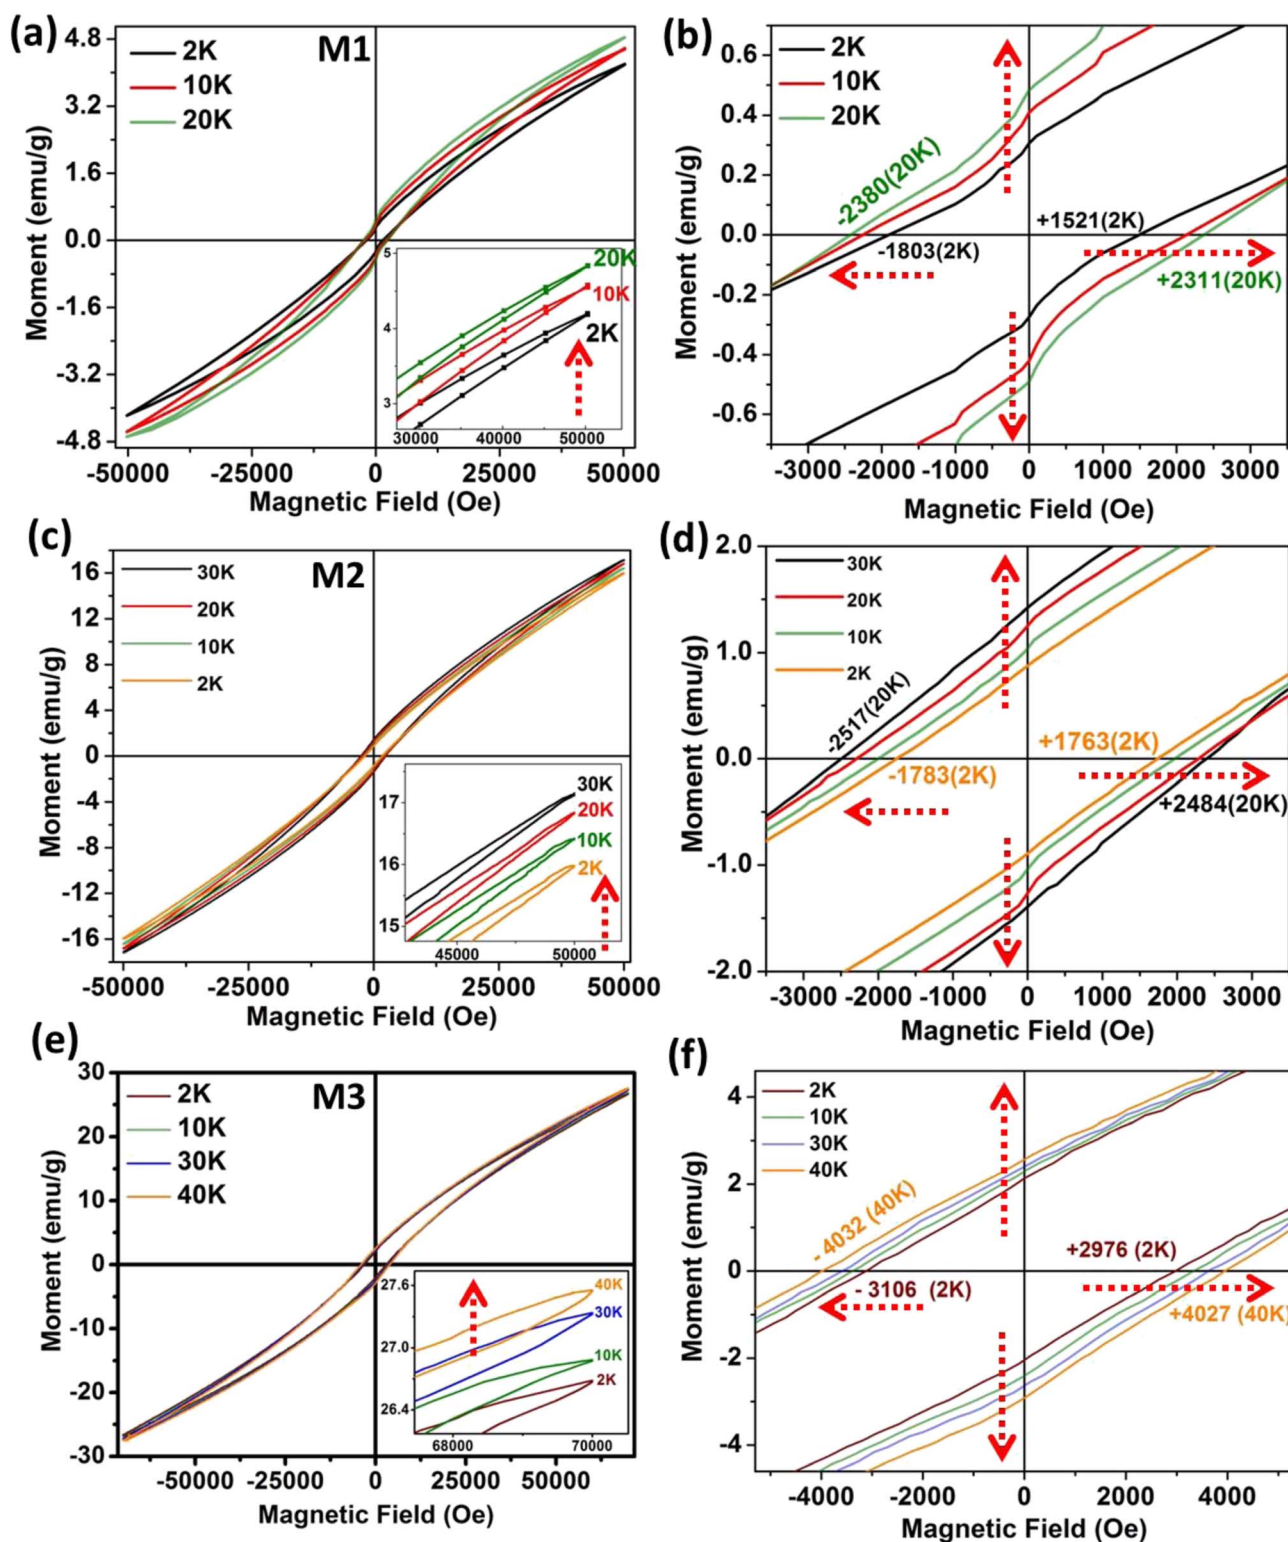 (a)
M1
2K
10K
20K
4.8
3.2
1.6
0.0
-1.6
-3.2
-4.8
Moment (emu/g)
5
4
3
20K
10K
2K
30000 40000 50000
-50000 -25000 0 25000 50000
Magnetic Field (Oe)
(b)
2K
10K
20K
0.6
0.4
0.2
0.0
-0.2
-0.4
-0.6
Moment (emu/g)
-2380(20K)
-1803(2K)
+1521(2K)
+2311(20K)
-3000 -2000 -1000 0 1000 2000 3000
Magnetic Field (Oe)
(c)
M2
30K
20K
10K
2K
16
12
8
4
0
-4
-8
-12
-16
Moment (emu/g)
17
16
15
30K
20K
10K
2K
45000 50000
-50000 -25000 0 25000 50000
Magnetic Field (Oe)
(d)
30K
20K
10K
2K
2.0
1.0
0.0
-1.0
-2.0
Moment (emu/g)
-2517(20K)
-1783(2K)
+1763(2K)
+2484(20K)
-3000 -2000 -1000 0 1000 2000 3000
Magnetic Field (Oe)
(e)
M3
2K
10K
30K
40K
30
20
10
0
-10
-20
-30
Moment (emu/g)
27.6
27.0
26.4
40K
30K
10K
2K
68000 70000
-50000 -25000 0 25000 50000
Magnetic Field (Oe)
(f)
2K
10K
30K
40K
4
2
0
-2
-4
Moment (emu/g)
- 4032 (40K)
- 3106 (2K)
+2976 (2K)
+4027 (40K)
-4000 -2000 0 2000 4000
Magnetic Field (Oe)